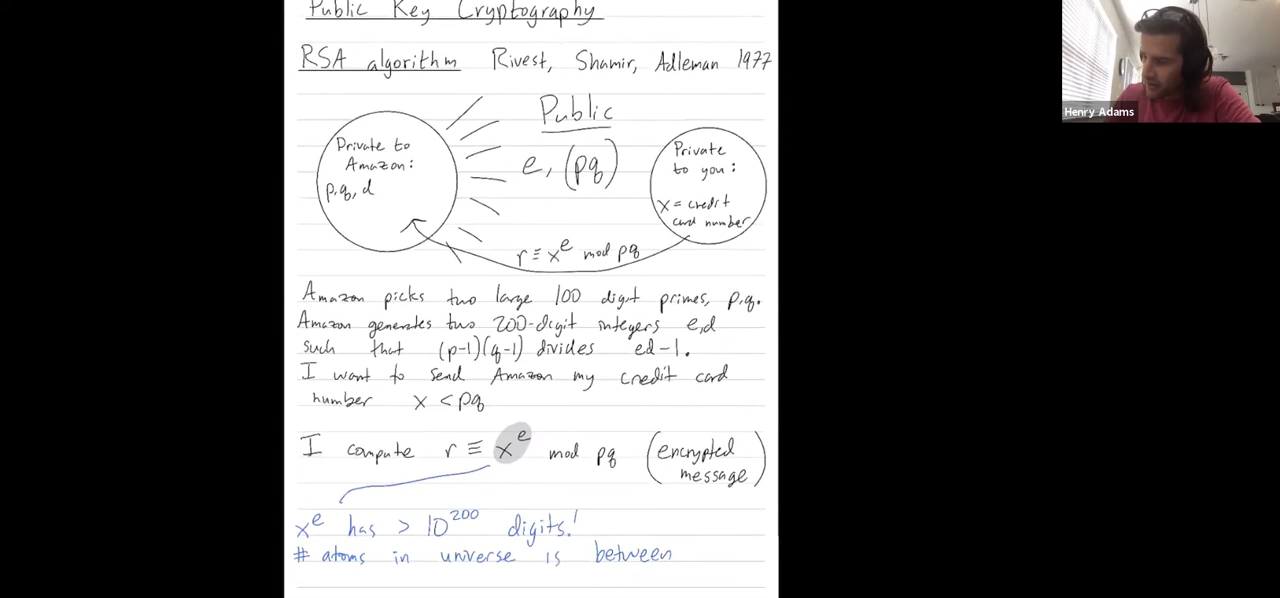 Public Key Cryptography
RSA algorithm Rivest, Shamir, Adleman 1977
Public
Private to
Amazon:
p,q,d
e, (pq)
Private
to you:
x = credit
card number
r ≡ x^e mod pq
Amazon picks two large 100 digit primes, p,q.
Amazon generates two 200-digit integers e,d
such that (p-1)(q-1) divides ed-1.
I want to send Amazon my credit card
number x < pq
I compute r ≡ x^e mod pq (encrypted
message)
x^e has > 10^200 digits!
# atoms in universe is between
Henry Adams